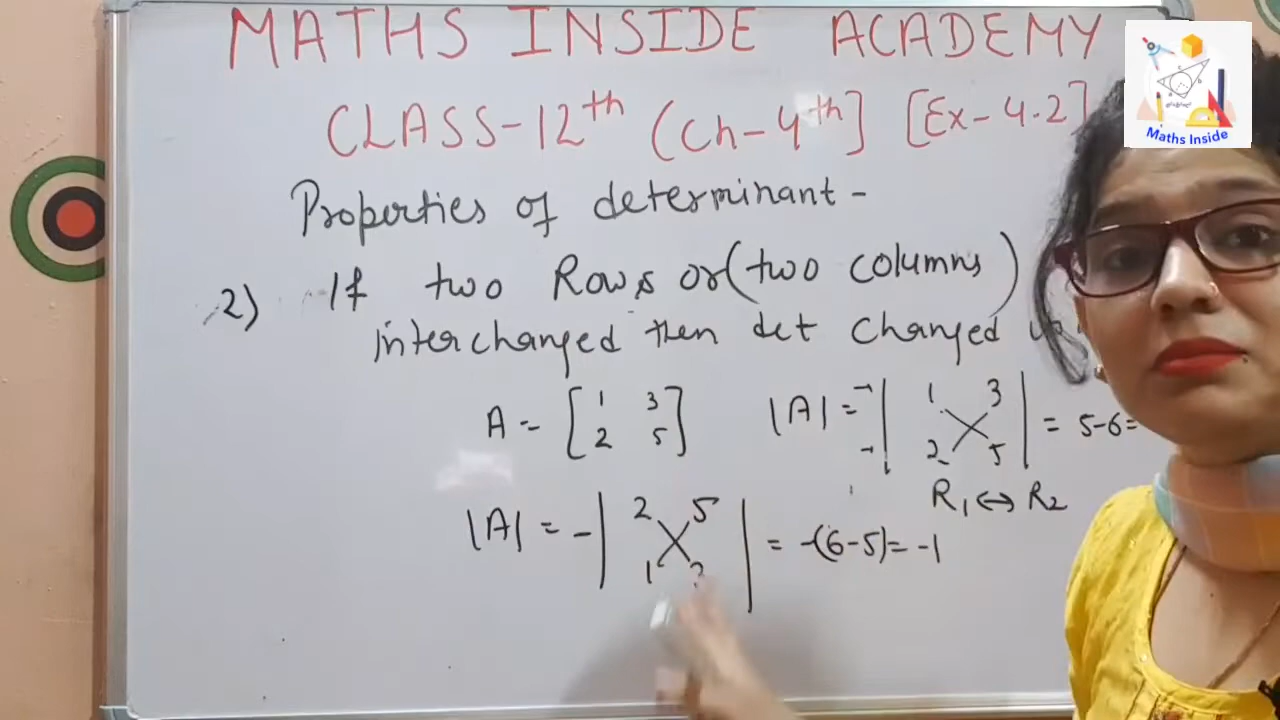 MATHS INSIDE ACADEMY
CLASS-12th (Ch-4th] [Ex-4.2]
Maths Inside
Properties of determinant -
2) If two Rows or (two columns)
interchanged then det changed
A = [1 3 2 5] |A| = |1 3 2 5| = 5-6=
R1 ↔ R2
|A| = -|2 5 1 3| = -(6-5)= -1